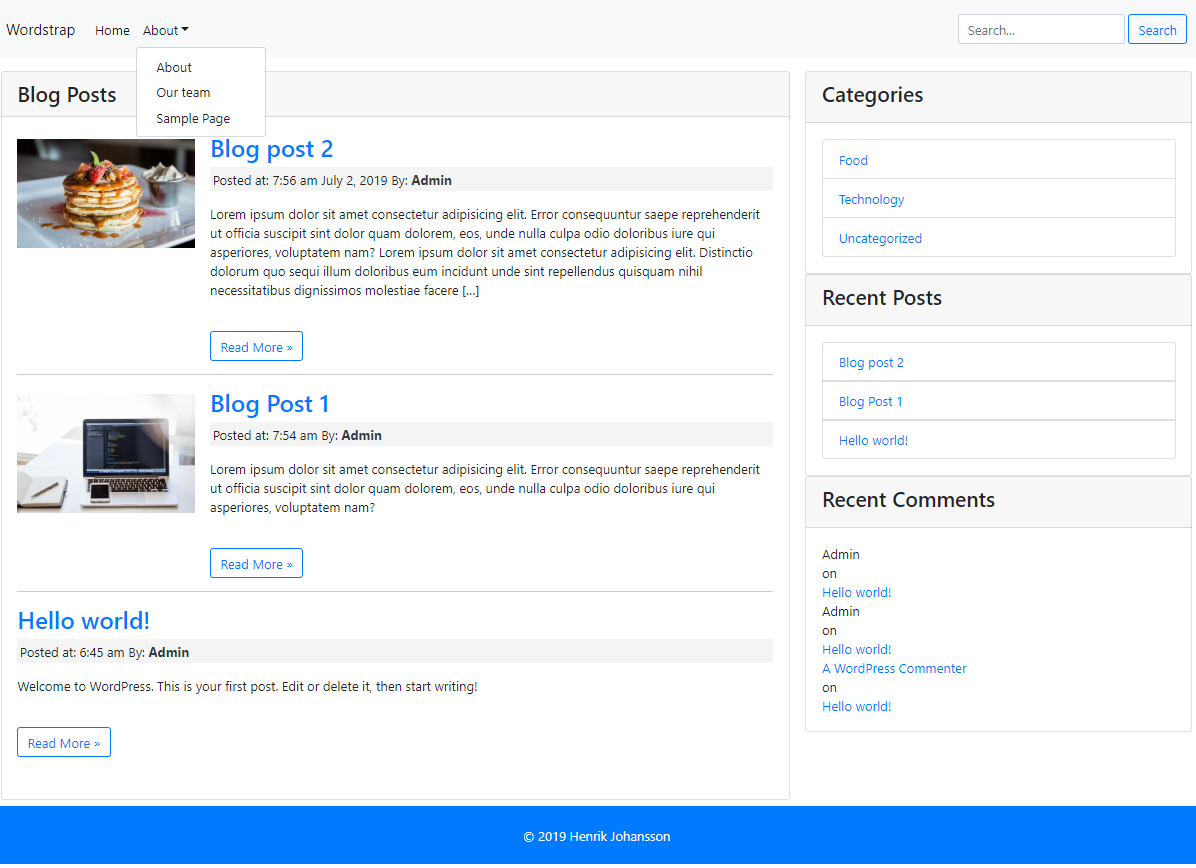 Wordstrap Home About Search... Search
About
Our team
Sample Page
Blog Posts
Blog post 2
Posted at: 7:56 am July 2, 2019 By: Admin
Lorem ipsum dolor sit amet consectetur adipisicing elit. Error consequuntur saepe reprehenderit
ut officia suscipit sint dolor quam dolorem, eos, unde nulla culpa odio doloribus iure qui
asperiores, voluptatem nam? Lorem ipsum dolor sit amet consectetur adipisicing elit. Distinctio
dolorum quo sequi illum doloribus eum incidunt unde sint repellendus quisquam nihil
necessitatibus dignissimos molestiae facere [...]
Read More »
Blog Post 1
Posted at: 7:54 am By: Admin
Lorem ipsum dolor sit amet consectetur adipisicing elit. Error consequuntur saepe reprehenderit
ut officia suscipit sint dolor quam dolorem, eos, unde nulla culpa odio doloribus iure qui
asperiores, voluptatem nam?
Read More »
Hello world!
Posted at: 6:45 am By: Admin
Welcome to WordPress. This is your first post. Edit or delete it, then start writing!
Read More »
Categories
Food
Technology
Uncategorized
Recent Posts
Blog post 2
Blog Post 1
Hello world!
Recent Comments
Admin
on
Hello world!
Admin
on
Hello world!
A WordPress Commenter
on
Hello world!
© 2019 Henrik Johansson